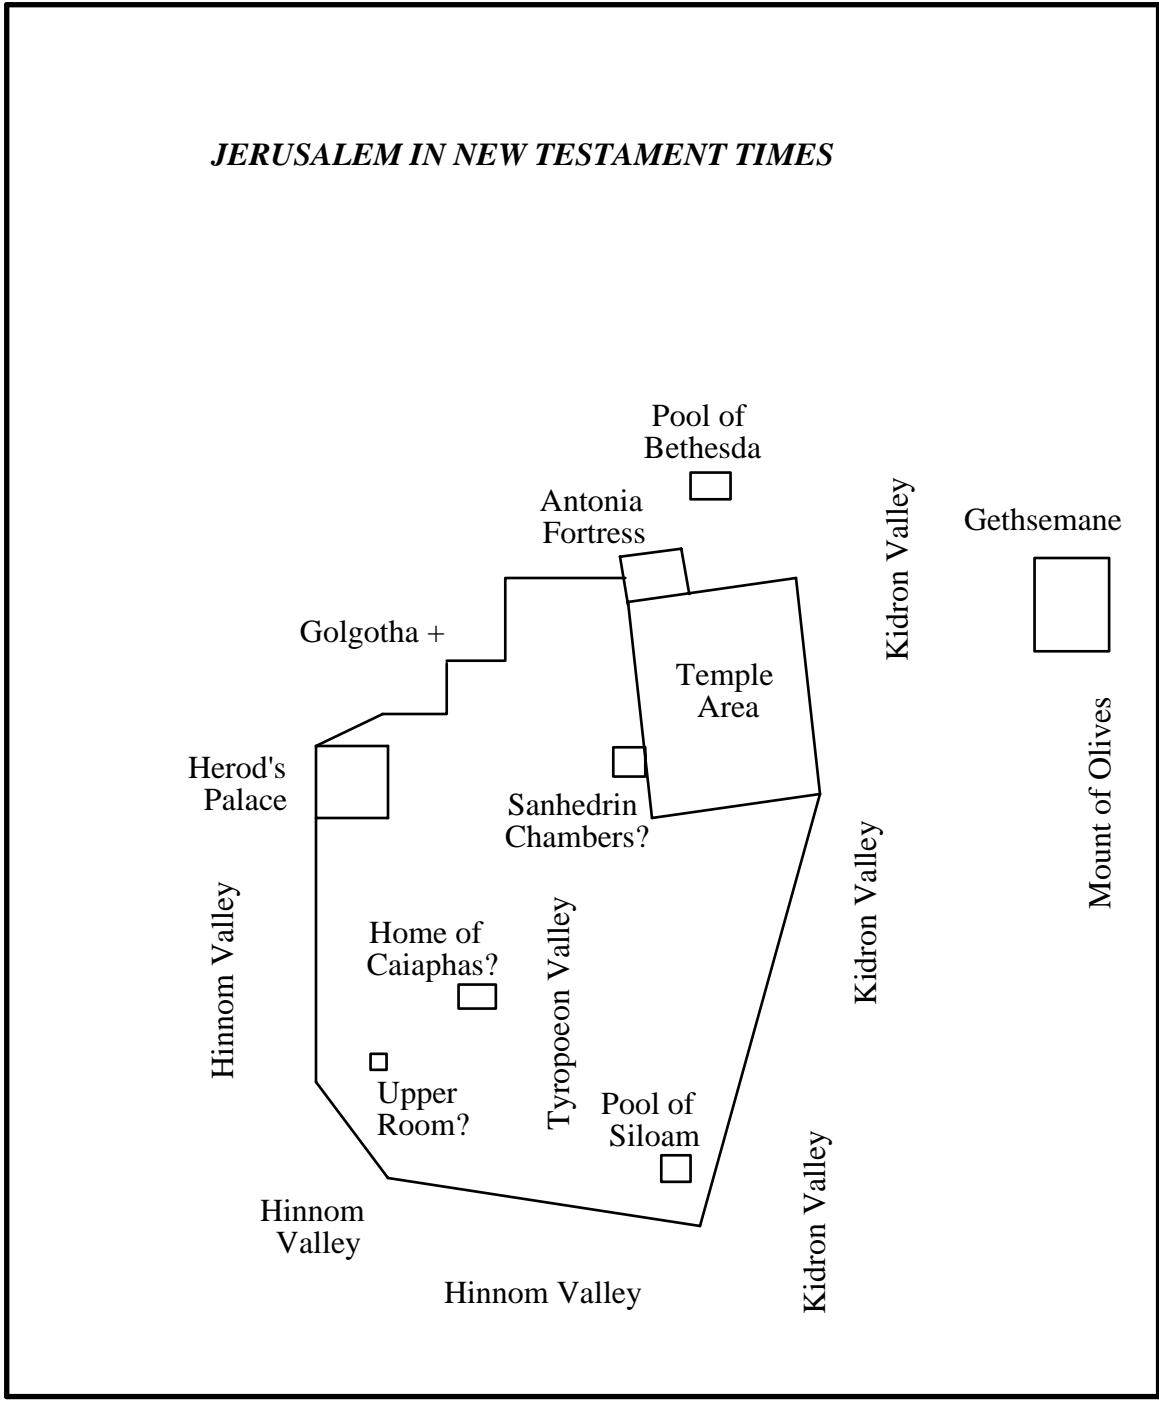 JERUSALEM IN NEW TESTAMENT TIMES
Pool of
Bethesda
Antonia
Fortress
Kidron Valley
Gethsemane
Golgotha +
Temple
Area
Mount of Olives
Herod's
Palace
Sanhedrin
Chambers?
Kidron Valley
Hinnom Valley
Home of
Caiaphas?
Tyropoeon Valley
Upper
Room?
Pool of
Siloam
Kidron Valley
Hinnom
Valley
Hinnom Valley